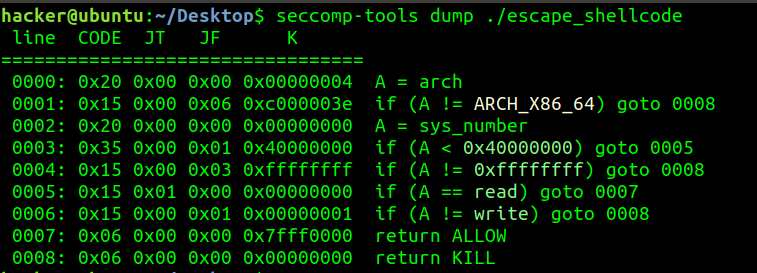 hacker@ubuntu:~/Desktop$ seccomp-tools dump ./escape_shellcode
line CODE JT JF K
=================================
0000: 0x20 0x00 0x00 0x00000004 A = arch
0001: 0x15 0x00 0x06 0xc000003e if (A != ARCH_X86_64) goto 0008
0002: 0x20 0x00 0x00 0x00000000 A = sys_number
0003: 0x35 0x00 0x01 0x40000000 if (A < 0x40000000) goto 0005
0004: 0x15 0x00 0x03 0xffffffff if (A != 0xffffffff) goto 0008
0005: 0x15 0x01 0x00 0x00000000 if (A == read) goto 0007
0006: 0x15 0x00 0x01 0x00000001 if (A != write) goto 0008
0007: 0x06 0x00 0x00 0x7fff0000 return ALLOW
0008: 0x06 0x00 0x00 0x00000000 return KILL